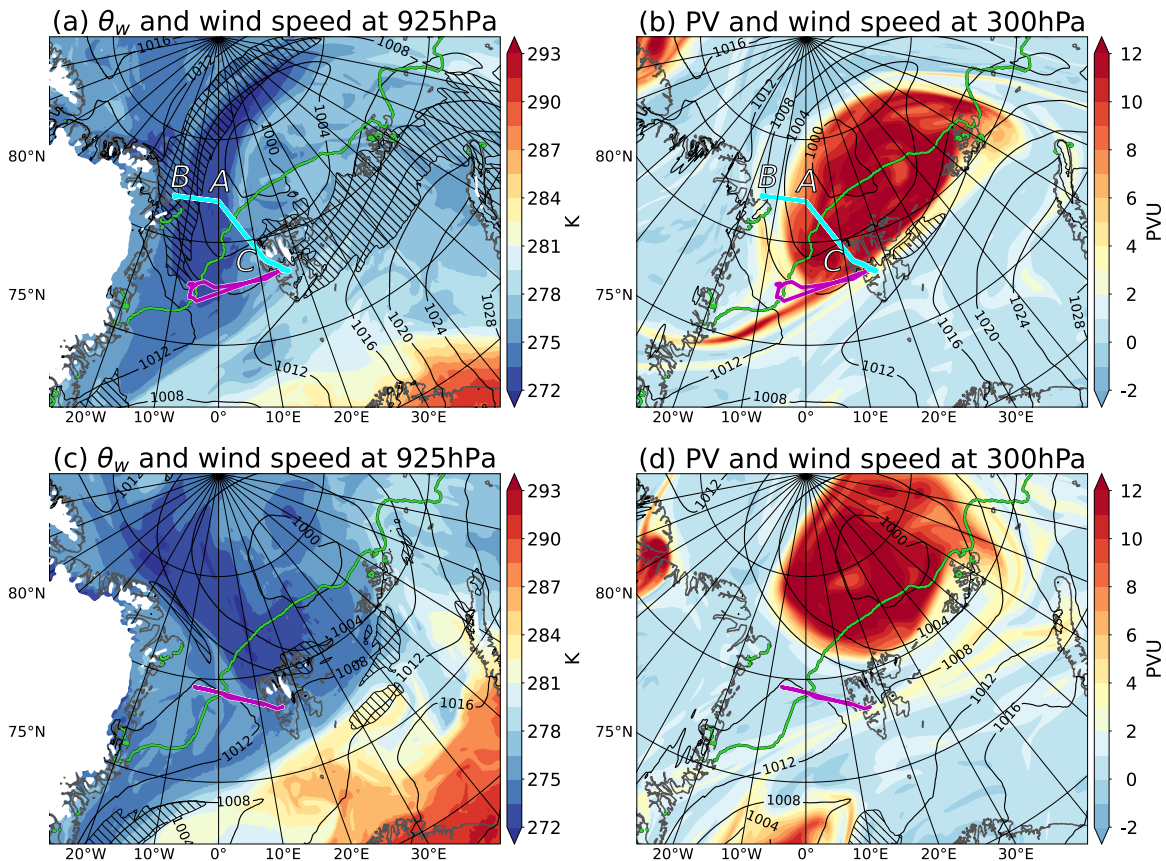 (a) θw and wind speed at 925hPa
(b) PV and wind speed at 300hPa
1016
1012
1008
1004
1000
B
A
C
1012
1008
1012
1016
1020
1024
1028
80°N
75°N
20°W
10°W
0°
10°E
20°E
30°E
293
290
287
284
281
278
275
272
K
1016
1012
1008
1004
1000
B
A
C
1012
1008
1012
1016
1020
1024
1028
80°N
75°N
20°W
10°W
0°
10°E
20°E
30°E
12
10
8
6
4
2
0
-2
PVU
(c) θw and wind speed at 925hPa
(d) PV and wind speed at 300hPa
1012
1000
1004
1008
1012
1016
1012
1008
1004
80°N
75°N
20°W
10°W
0°
10°E
20°E
30°E
293
290
287
284
281
278
275
272
K
1012
1012
1000
1004
1008
1012
1016
1012
1008
1004
80°N
75°N
20°W
10°W
0°
10°E
20°E
30°E
12
10
8
6
4
2
0
-2
PVU